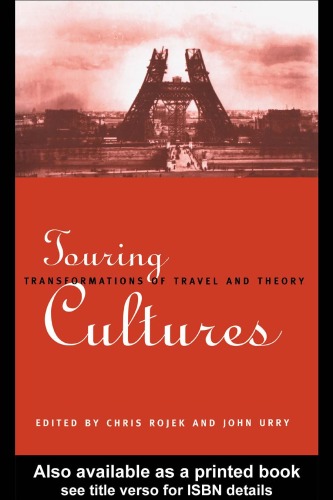 Touring
TRANSFORMATIONS OF TRAVEL AND THEORY
Cultures
EDITED BY CHRIS ROJEK AND JOHN URRY
Also available as a printed book
see title verso for ISBN details